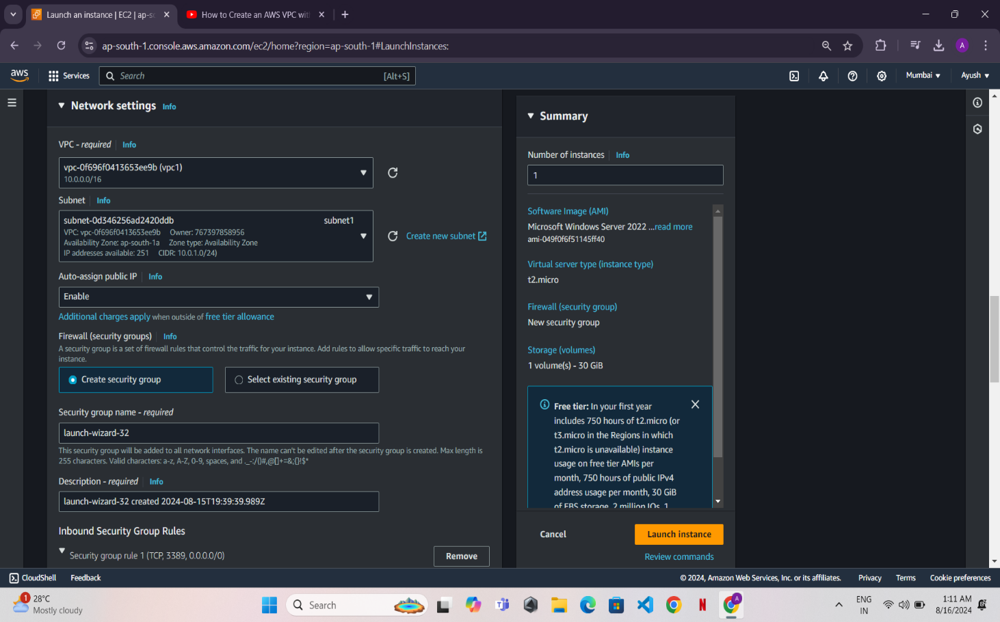 Launch an instance | EC2 | ap-sc
How to Create an AWS VPC wit
ap-south-1.console.aws.amazon.com/ec2/home?region=ap-south-1#LaunchInstances:
A
aws
Services
Search
[Alt+S]
Mumbai
Ayush
Network settings Info
VPC - required Info
vpc-0f696f0413653ee9b (vpc1)
10.0.0.0/16
Subnet Info
subnet-0d346256ad2420ddb subnet1
VPC: vpc-0f696f0413653ee9b Owner: 767397858956
Availability Zone: ap-south-1a Zone type: Availability Zone
IP addresses available: 251 CIDR: 10.0.1.0/24)
Create new subnet
Auto-assign public IP Info
Enable
Additional charges apply when outside of free tier allowance
Firewall (security groups) Info
A security group is a set of firewall rules that control the traffic for your instance. Add rules to allow specific traffic to reach your
instance.
Create security group
Select existing security group
Security group name - required
launch-wizard-32
This security group will be added to all network interfaces. The name can't be edited after the security group is created. Max length is
255 characters. Valid characters: a-z, A-Z, 0-9, spaces, and ._-:/()#,@[]+=&;{}!$*
Description - required Info
launch-wizard-32 created 2024-08-15T19:39:39.989Z
Inbound Security Group Rules
Security group rule 1 (TCP, 3389, 0.0.0.0/0)
Remove
Summary
Number of instances Info
1
Software Image (AMI)
Microsoft Windows Server 2022 ...read more
ami-049f0f6f51145ff40
Virtual server type (instance type)
t2.micro
Firewall (security group)
New security group
Storage (volumes)
1 volume(s) - 30 GiB
Free tier: In your first year
includes 750 hours of t2.micro (or
t3.micro in the Regions in which
t2.micro is unavailable) instance
usage on free tier AMIs per
month, 750 hours of public IPv4
address usage per month, 30 GiB
of EBS storage, 2 million IOs, 1
Cancel
Launch instance
Review commands
CloudShell
Feedback
© 2024, Amazon Web Services, Inc. or its affiliates.
Privacy
Terms
Cookie preferences
1
28°C
Mostly cloudy
Search
A
ENG
IN
1:11 AM
8/16/2024